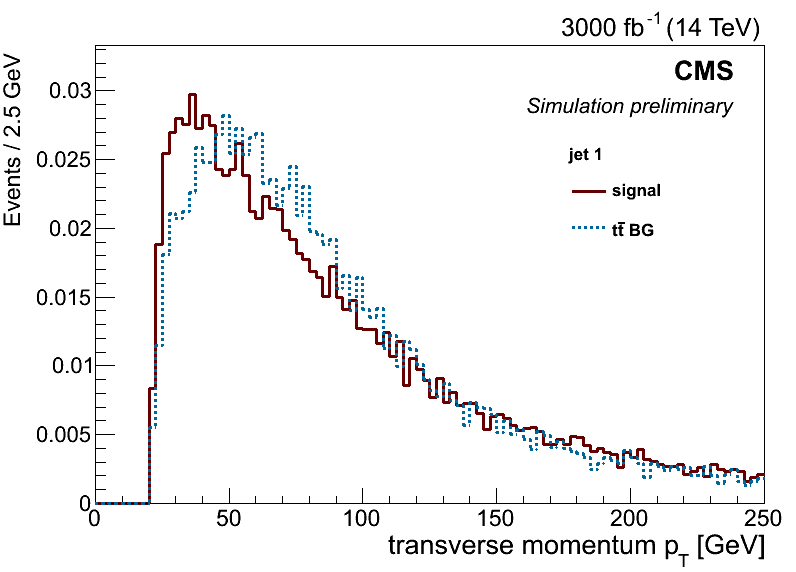 3000 fb⁻¹ (14 TeV)
CMS
Simulation preliminary
jet 1
signal
tt̄ BG
Events / 2.5 GeV
0.03
0.025
0.02
0.015
0.01
0.005
0
0 50 100 150 200 250
transverse momentum p_T [GeV]